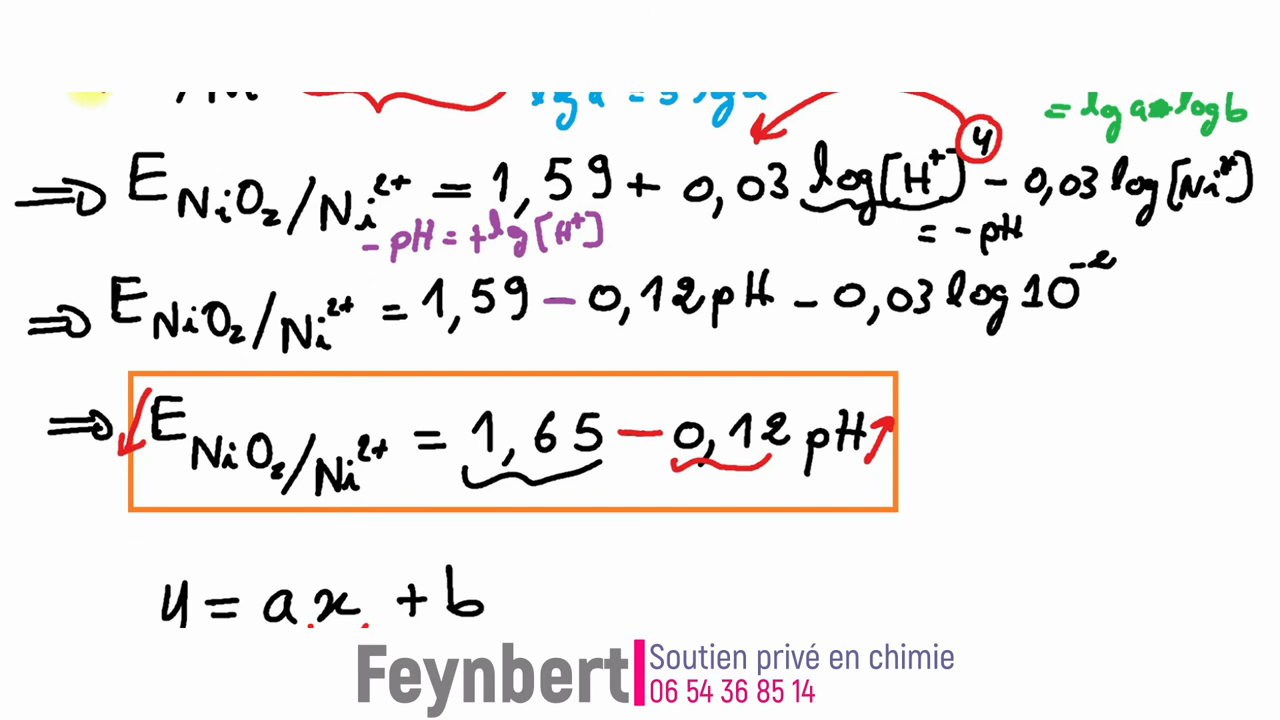 = log a - log b
⇒ E NiO₂/Ni²⁺ = 1,59 + 0,03 log[H⁺]⁴ - 0,03 log[Ni²⁺]
- pH = + log[H⁺]
= - pH
⇒ E NiO₂/Ni²⁺ = 1,59 - 0,12 pH - 0,03 log 10⁻²
⇒ E NiO₂/Ni²⁺ = 1,65 - 0,12 pH
y = ax + b
Feynbert
Soutien privé en chimie
06 54 36 85 14